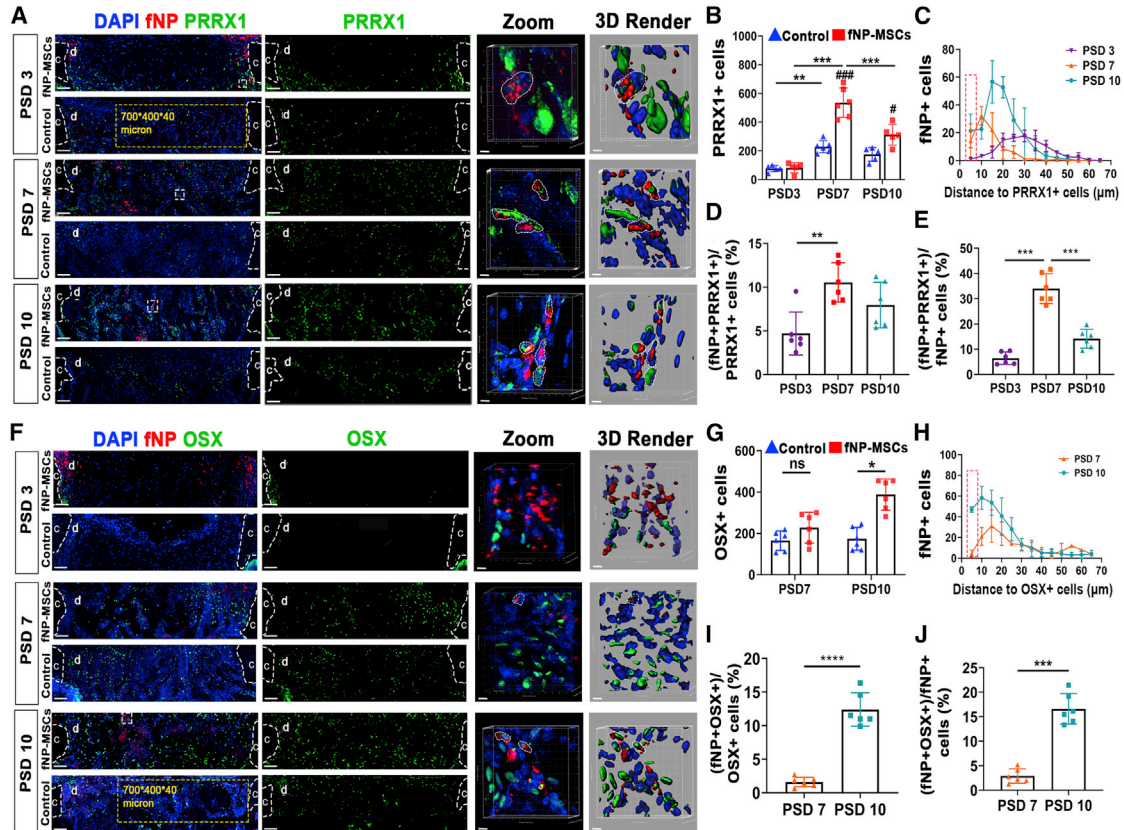 A
DAPI fNP PRRX1
PRRX1
Zoom
3D Render
PSD 3
fNP-MSCs
Control
d
d
C
C
700*400*40
micron
d
d
C
C
PSD 7
fNP-MSCs
Control
d
d
C
C
d
d
C
C
PSD 10
fNP-MSCs
Control
d
d
C
C
d
d
C
C
B
Control fNP-MSCs
PRRX1+ cells
1000
800
600
400
200
0
** *** ***
### #
PSD3 PSD7 PSD10
C
fNP+ cells
80
60
40
20
0
PSD 3
PSD 7
PSD 10
0 10 20 30 40 50 60 70
Distance to PRRX1+ cells (µm)
D
(fNP+PRRX1+)/
PRRX1+ cells (%)
15
10
5
0
**
PSD3 PSD7 PSD10
E
(fNP+PRRX1+)/
fNP+ cells (%)
50
40
30
20
10
0
*** ***
PSD3 PSD7 PSD10
F
DAPI fNP OSX
OSX
Zoom
3D Render
PSD 3
fNP-MSCs
Control
d
d
C
C
d
d
C
C
PSD 7
fNP-MSCs
Control
d
d
C
C
d
d
C
C
PSD 10
fNP-MSCs
Control
d
d
C
C
700*400*40
micron
d
d
C
C
G
Control fNP-MSCs
OSX+ cells
600
400
200
0
ns *
PSD7 PSD10
H
fNP+ cells
100
80
60
40
20
0
PSD 7
PSD 10
0 10 20 30 40 50 60 70
Distance to OSX+ cells (µm)
I
(fNP+OSX+)/
OSX+ cells (%)
20
15
10
5
0
****
PSD 7 PSD 10
J
(fNP+OSX+)/fNP+
cells (%)
25
20
15
10
5
0
***
PSD 7 PSD 10